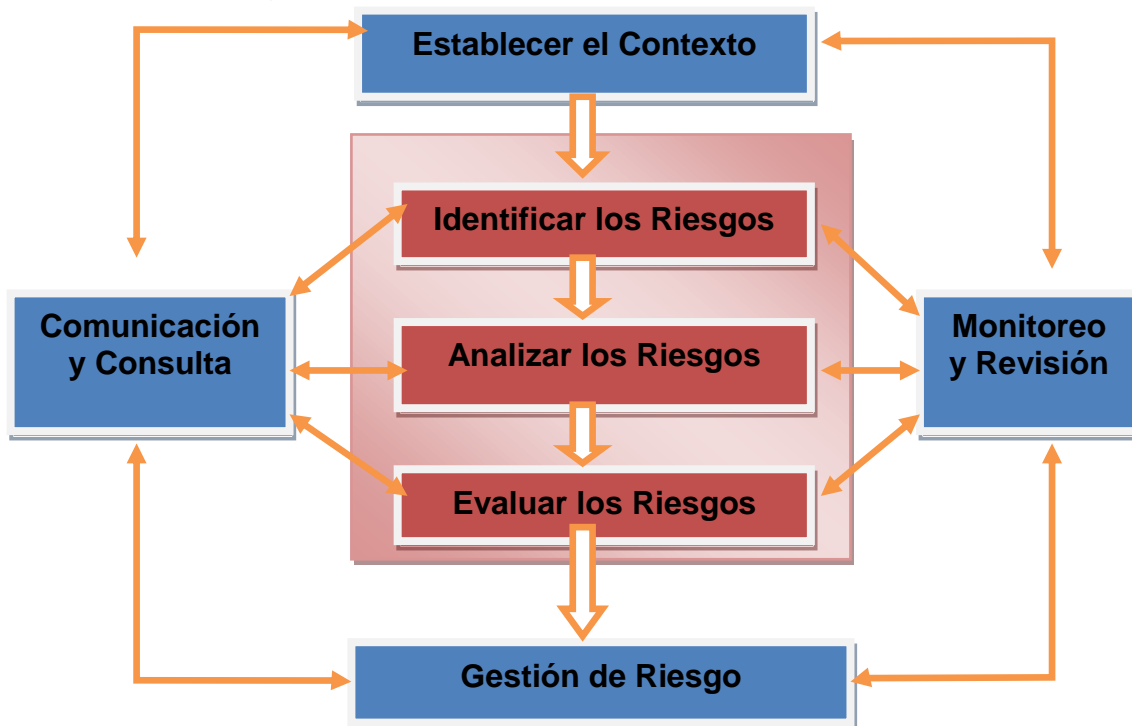 Establecer el Contexto
Identificar los Riesgos
Comunicación
y Consulta
Analizar los Riesgos
Monitoreo
y Revisión
Evaluar los Riesgos
Gestión de Riesgo